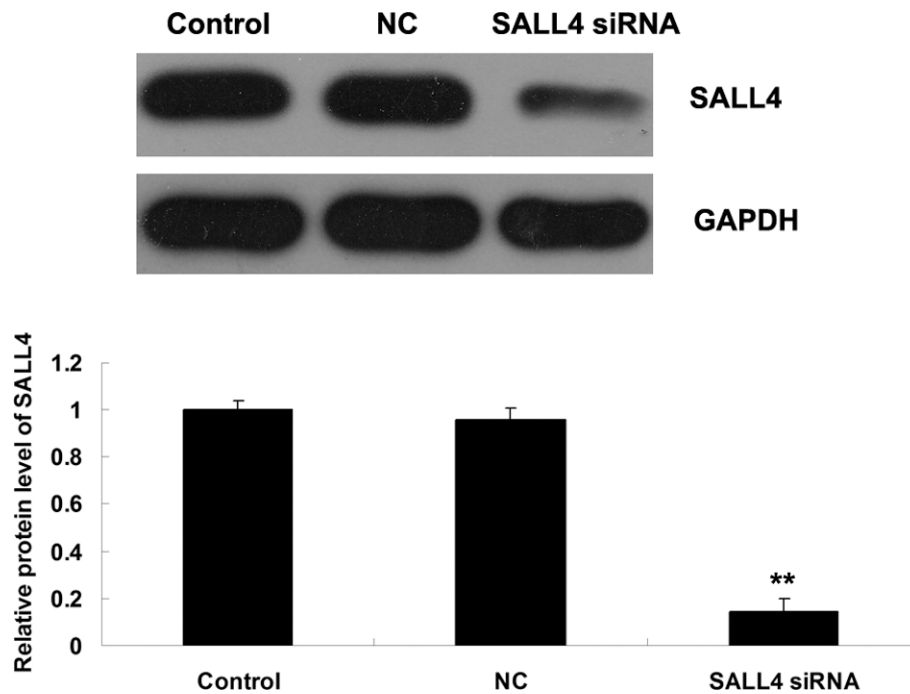 Control NC SALL4 siRNA
SALL4
GAPDH
Relative protein level of SALL4
1.2
1
0.8
0.6
0.4
0.2
0
**
Control NC SALL4 siRNA